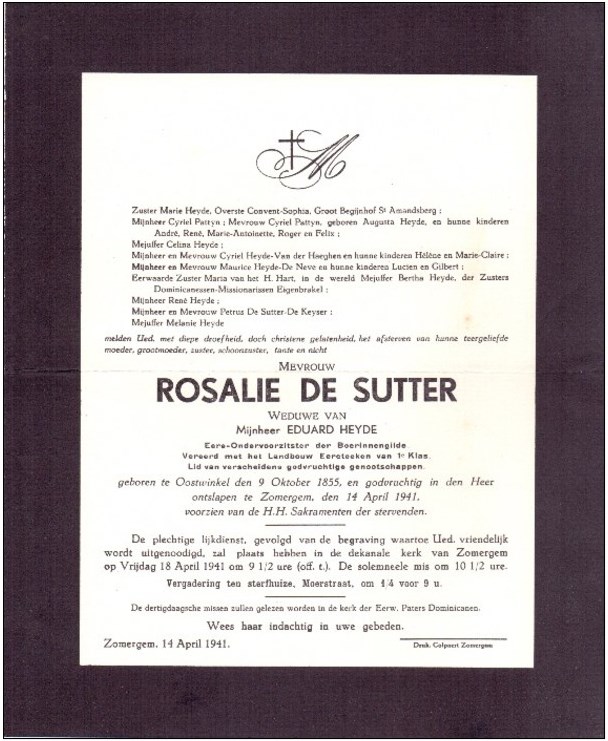 M
Zuster Marie Heyde, Overste Convent-Sophia, Groot Begijnhof St Amandsberg ;
Mijnheer Cyriel Pattyn ; Mevrouw Cyriel Pattyn, geboren Augusta Heyde, en hunne kinderen
André, René, Marie-Antoinette, Roger en Felix ;
Mejuffer Celina Heyde ;
Mijnheer en Mevrouw Cyriel Heyde-Van der Haeghen en hunne kinderen Hélène en Marie-Claire ;
Mijnheer en Mevrouw Maurice Heyde-De Neve en hunne kinderen Lucien en Gilbert ;
Eerwaarde Zuster Maria van het H. Hart, in de wereld Mejuffer Bertha Heyde, der Zusters
Dominicanessen-Missionarissen Eigenbrakel ;
Mijnheer René Heyde ;
Mijnheer en Mevrouw Petrus De Sutter-De Keyser ;
Mejuffer Melanie Heyde
melden Ued. met diepe droefheid, doch christene gelatenheid, het afsterven van hunne teergeliefde
moeder, grootmoeder, zuster, schoonzuster, tante en nicht
MEVROUW
ROSALIE DE SUTTER
WEDUWE VAN
Mijnheer EDUARD HEYDE
Eere-Ondervoorzitster der Boerinnengilde
Vereerd met het Landbouw Eereteeken van 1e Klas.
Lid van verscheidene godvruchtige genootschappen.
geboren te Oostwinkel den 9 Oktober 1855, en godvruchtig in den Heer
ontslapen te Zomergem, den 14 April 1941.
voorzien van de H.H. Sakramenten der stervenden.
De plechtige lijkdienst, gevolgd van de begraving waartoe Ued. vriendelijk
wordt uitgenoodigd, zal plaats hebben in de dekanale kerk van Zomergem
op Vrijdag 18 April 1941 om 9 1/2 ure (off. t.). De solemneele mis om 10 1/2 ure.
Vergadering ten sterfhuize, Moerstraat, om 1/4 voor 9 u.
De dertigdaagsche missen zullen gelezen worden in de kerk der Eerw. Paters Dominicanen.
Wees haar indachtig in uwe gebeden.
Zomergem, 14 April 1941.
Druk. Colpaert Zomergem